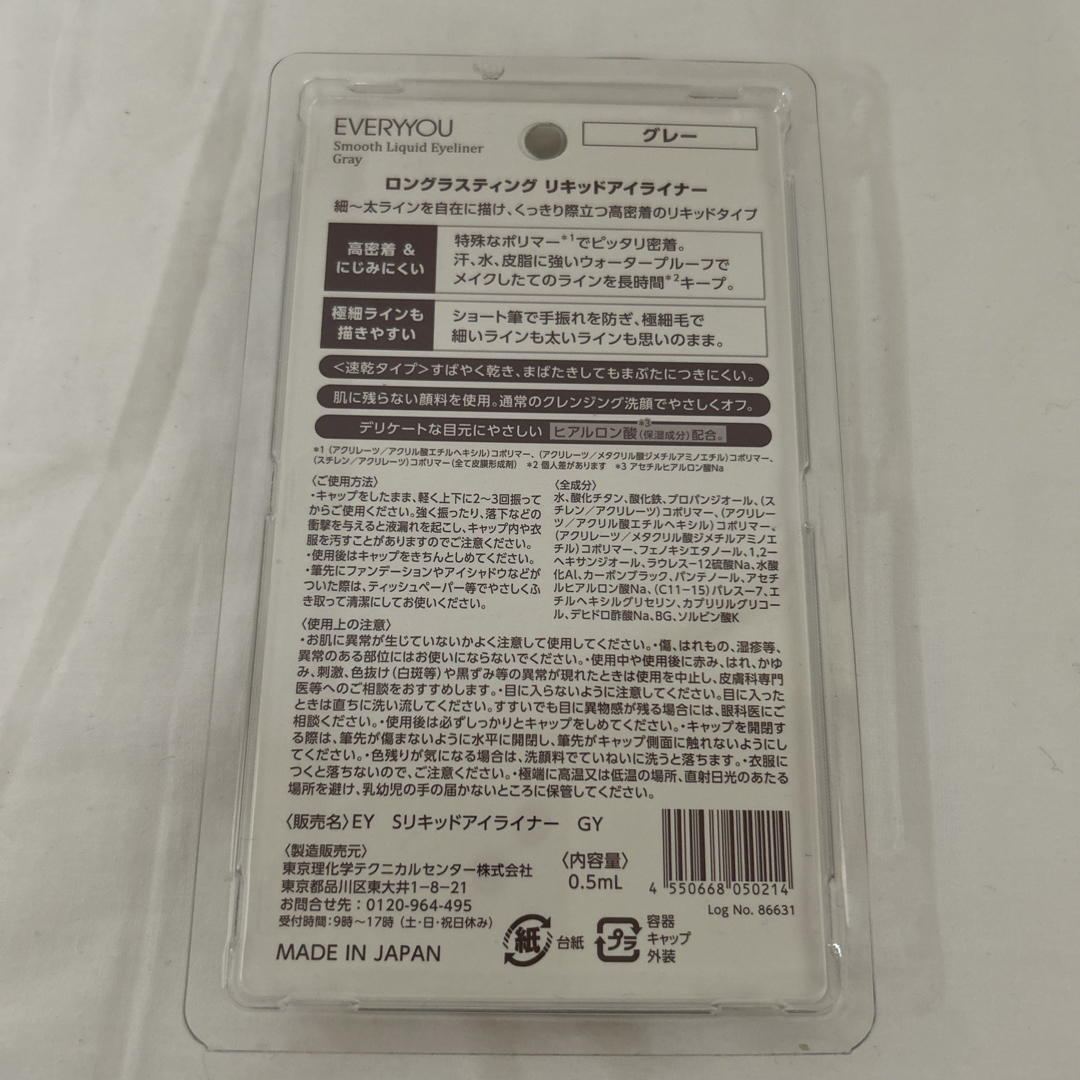 EVERYYOU
Smooth Liquid Eyeliner
Gray
グレー
ロングラスティング リキッドアイライナー
細～太ラインを自在に描け、くっきり際立つ高密着のリキッドタイプ
高密着 &
にじみにくい
特殊なポリマー*1でピッタリ密着。
汗、水、皮脂に強いウォータープルーフで
メイクしたてのラインを長時間*2キープ。
極細ラインも
描きやすい
ショート筆で手振れを防ぎ、極細毛で
細いラインも太いラインも思いのまま。
＜速乾タイプ＞すばやく乾き、まばたきしてもまぶたにつきにくい。
肌に残らない顔料を使用。通常のクレンジング洗顔でやさしくオフ。
デリケートな目元にやさしい ヒアルロン酸*3(保湿成分)配合。
*1 (アクリレーツ／アクリル酸エチルヘキシル)コポリマー、(アクリレーツ／メタクリル酸ジメチルアミノエチル)コポリマー、
(スチレン／アクリレーツ)コポリマー(全て皮膜形成剤) *2 個人差があります *3 アセチルヒアルロン酸Na
〈ご使用方法〉
・キャップをしたまま、軽く上下に2～3回振って
からご使用ください。強く振ったり、落下などの
衝撃を与えると液漏れを起こし、キャップ内や衣
服を汚すことがありますのでご注意ください。
・使用後はキャップをきちんとしめてください。
・筆先にファンデーションやアイシャドウなどが
ついた際は、ティッシュペーパー等でやさしくふ
き取って清潔にしてお使いください。
〈全成分〉
水、酸化チタン、酸化鉄、プロパンジオール、(ス
チレン／アクリレーツ)コポリマー、(アクリレー
ツ／アクリル酸エチルヘキシル)コポリマー、
(アクリレーツ／メタクリル酸ジメチルアミノエ
チル)コポリマー、フェノキシエタノール、1,2-
ヘキサンジオール、ラウレス-12硫酸Na、水酸
化Al、カーボンブラック、パンテノール、アセチ
ルヒアルロン酸Na、(C11-15)パレス-7、エ
チルヘキシルグリセリン、カプリリルグリコー
ル、デヒドロ酢酸Na、BG、ソルビン酸K
〈使用上の注意〉
・お肌に異常が生じていないかよく注意して使用してください。・傷、はれもの、湿疹等、
異常のある部位にはお使いにならないでください。・使用中や使用後に赤み、はれ、かゆ
み、刺激、色抜け(白斑等)や黒ずみ等の異常が現れたときは使用を中止し、皮膚科専門
医等へのご相談をおすすめします。・目に入らないように注意してください。目に入った
ときは直ちに洗い流してください。すすいでも目に異物感が残る場合には、眼科医にご
相談ください。・使用後は必ずしっかりとキャップをしめてください。・キャップを開閉す
る際は、筆先が傷まないように水平に開閉し、筆先がキャップ側面に触れないようにし
てください。・色残りが気になる場合は、洗顔料でていねいに洗うと落ちます。・衣服に
つくと落ちないので、ご注意ください。・極端に高温又は低温の場所、直射日光のあたる
場所を避け、乳幼児の手の届かないところに保管してください。
〈販売名〉EY Sリキッドアイライナー GY
〈製造販売元〉
東京理化学テクニカルセンター株式会社
東京都品川区東大井1-8-21
お問合せ先：0120-964-495
受付時間：9時～17時 (土・日・祝日休み)
〈内容量〉
0.5mL
4 550668 050214
Log No. 86631
MADE IN JAPAN
紙 台紙
プラ
容器
キャップ
外装